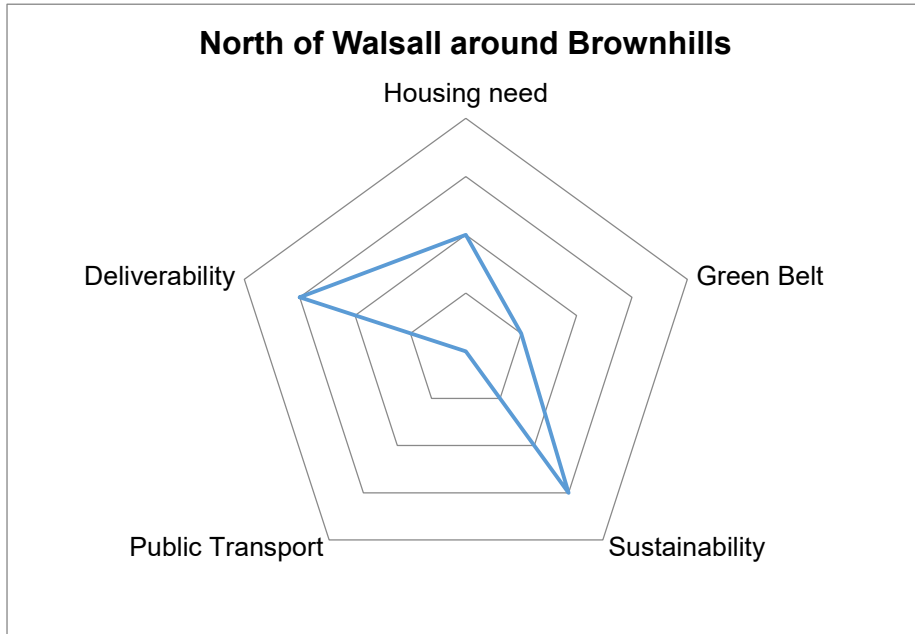 North of Walsall around Brownhills
Housing need
Deliverability
Green Belt
Public Transport
Sustainability